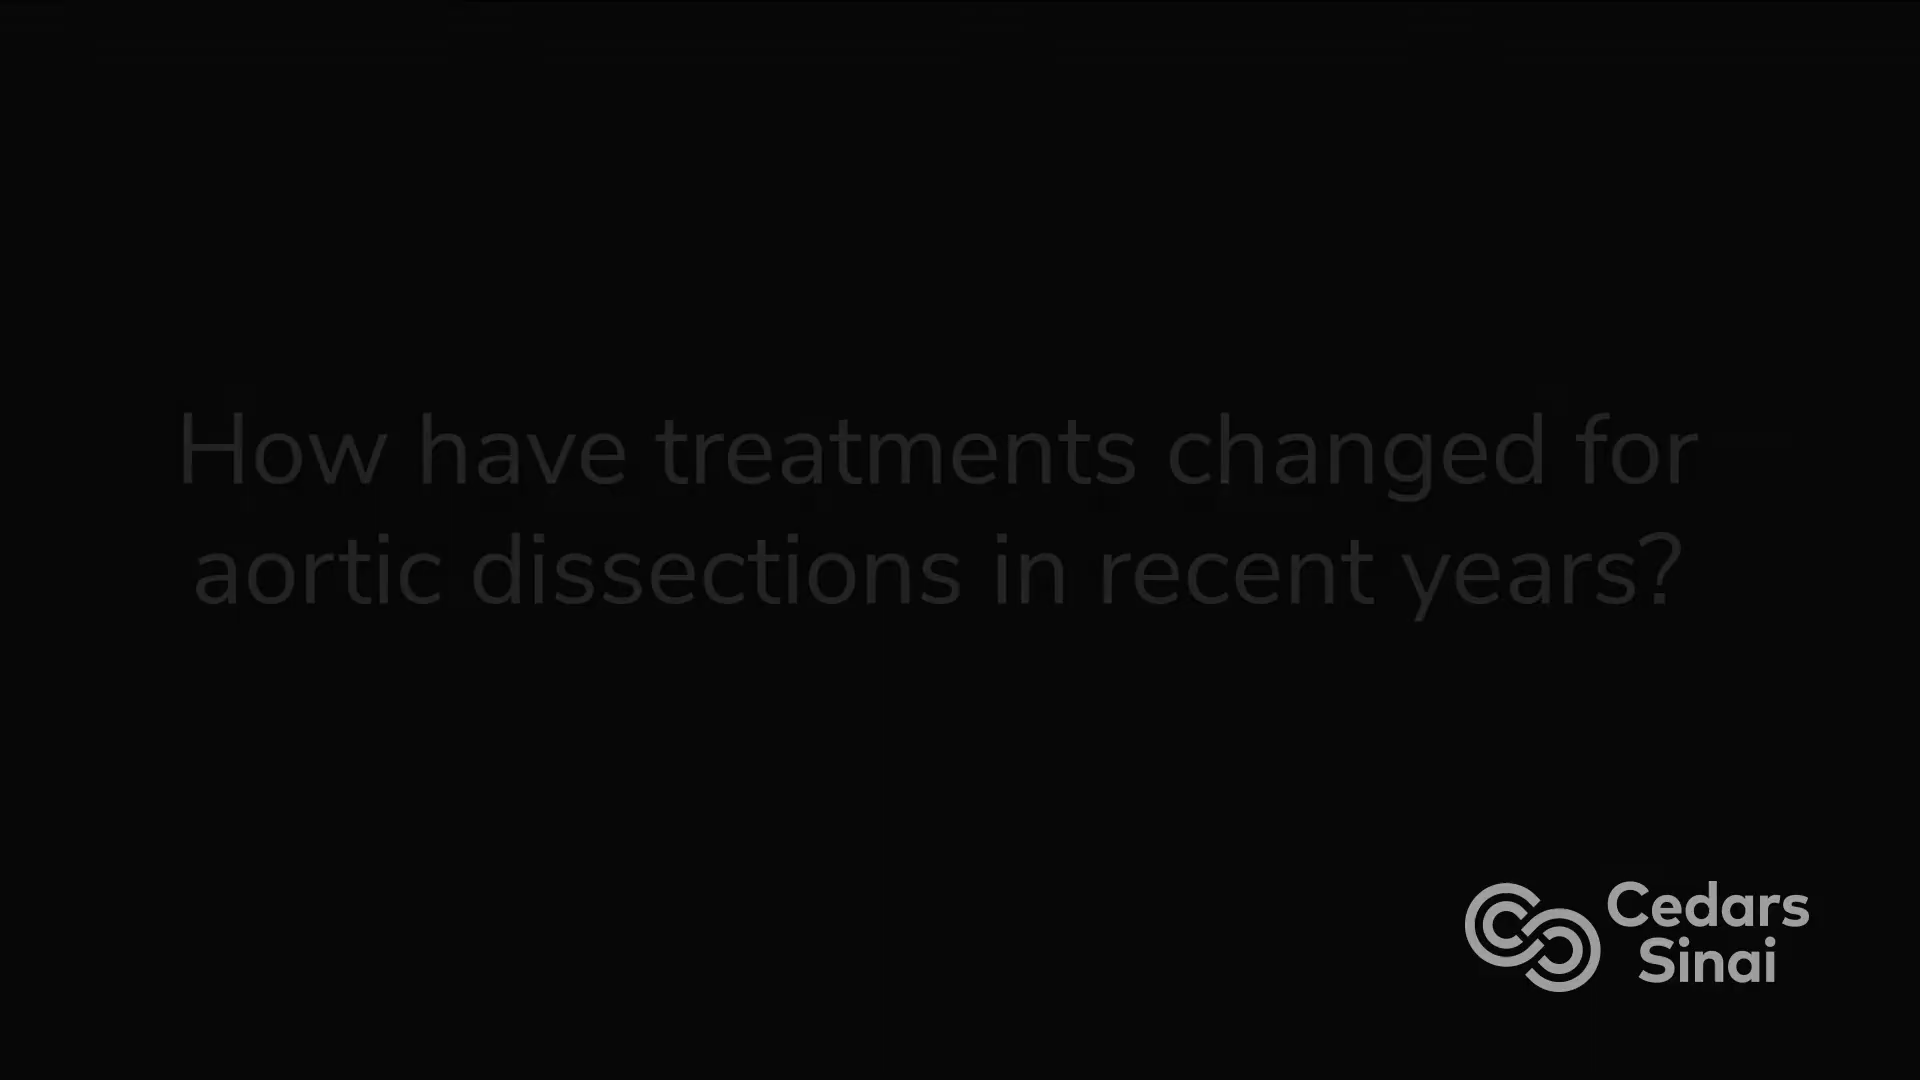 How have treatments changed for
aortic dissections in recent years?
Cedars
Sinai